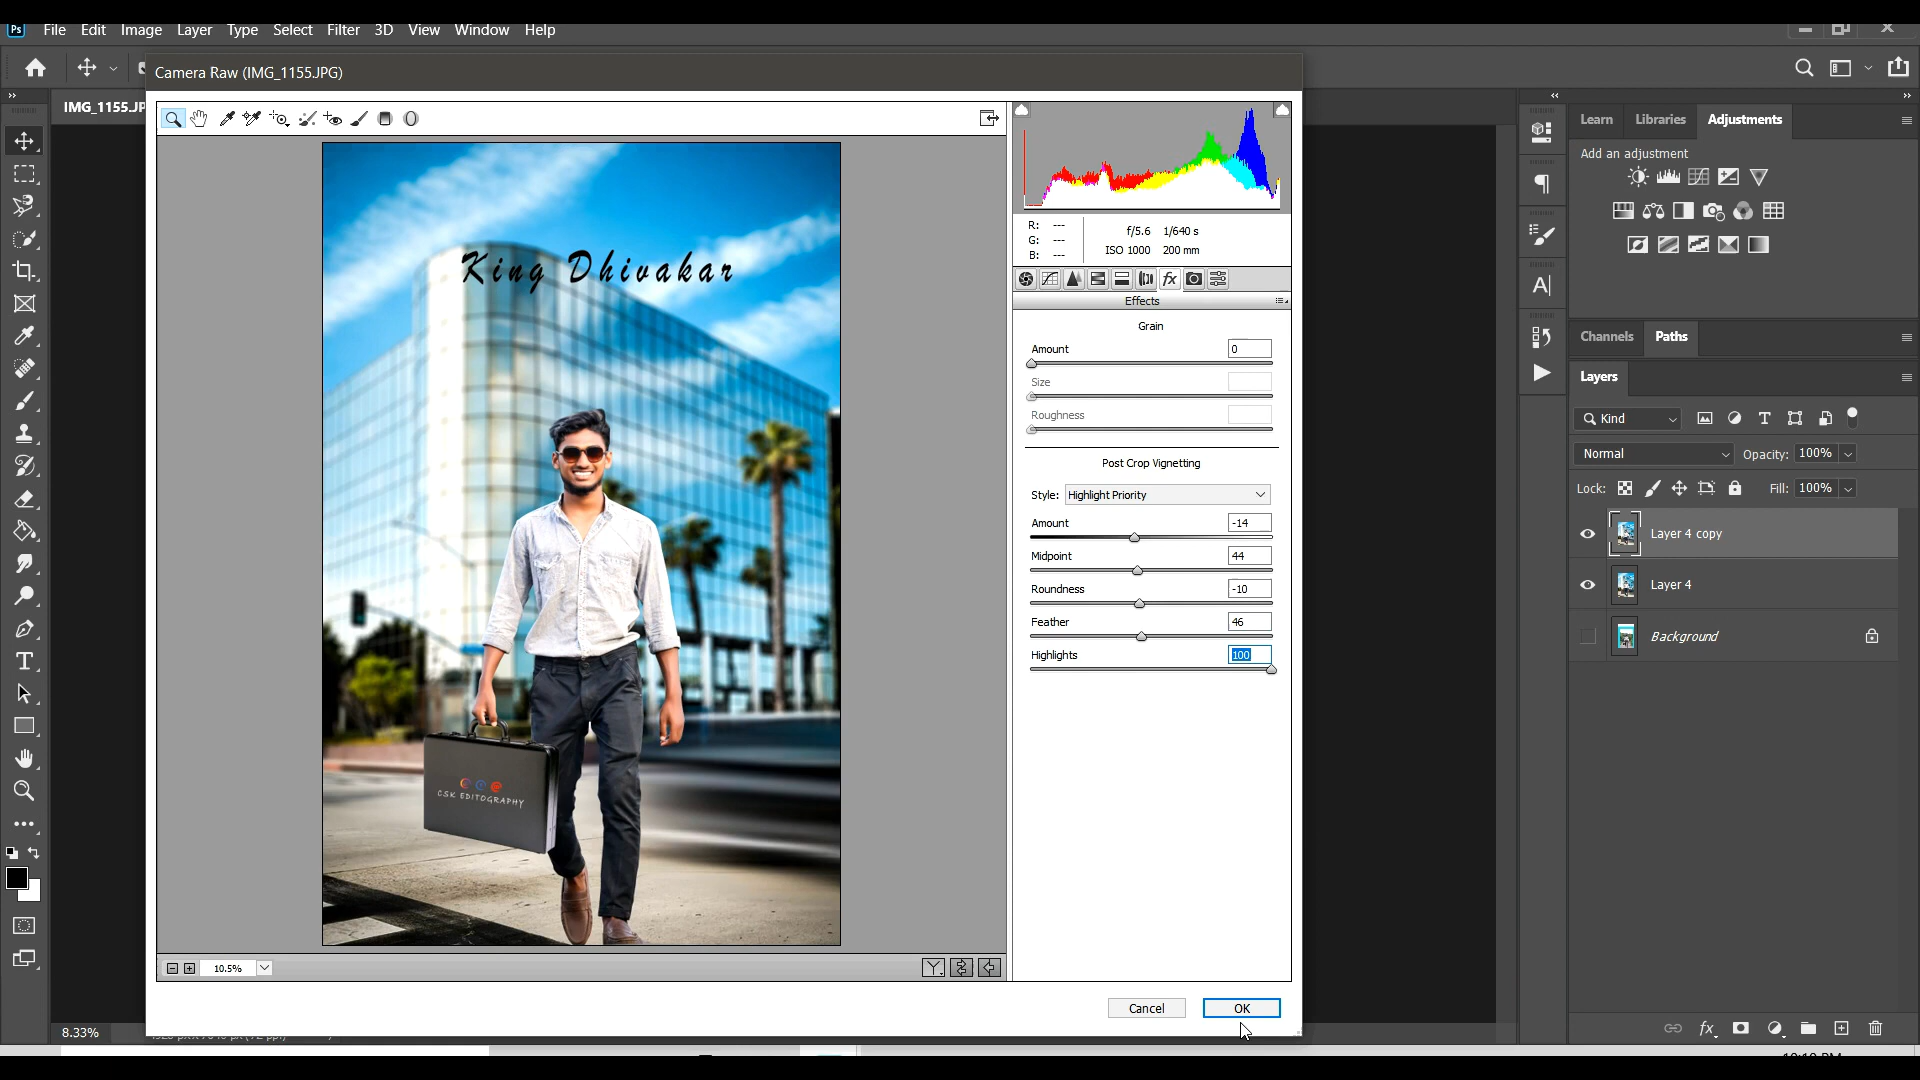 Ps File Edit Image Layer Type Select Filter 3D View Window Help
Camera Raw (IMG_1155.JPG)
IMG_1155.JP
King Dhivakar
CSK EDITOGRAPHY
10.5%
8.33%
R: ---
G: ---
B: ---
f/5.6 1/640 s
ISO 1000 200 mm
fx
Effects
Grain
Amount 0
Size
Roughness
Post Crop Vignetting
Style: Highlight Priority
Amount -14
Midpoint 44
Roundness -10
Feather 46
Highlights 100
Cancel OK
Learn Libraries Adjustments
Add an adjustment
Channels Paths
Layers
Kind
Normal Opacity: 100%
Lock: Fill: 100%
Layer 4 copy
Layer 4
Background
fx